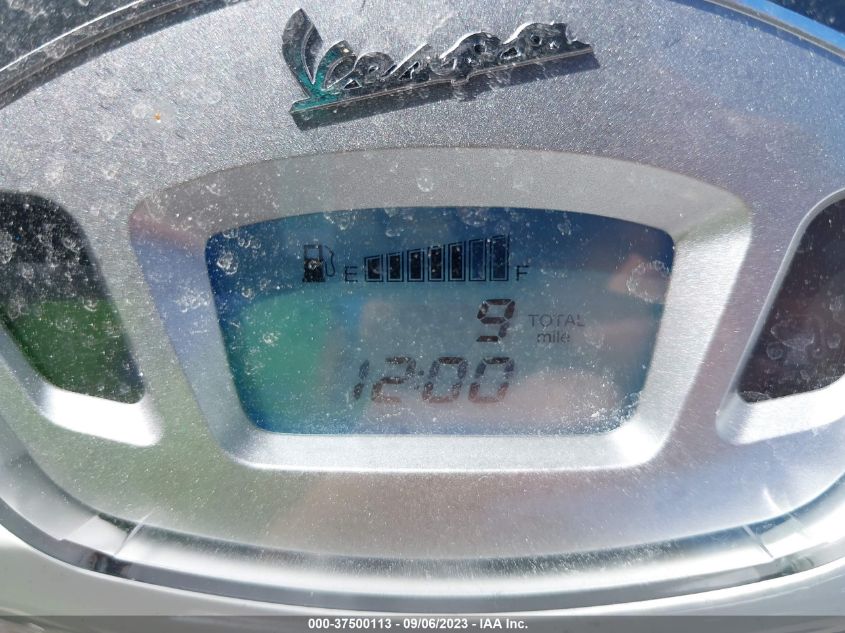 Vespa
E F
9 TOTAL
mile
12:00
000-37500113 - 09/06/2023 - IAA Inc.